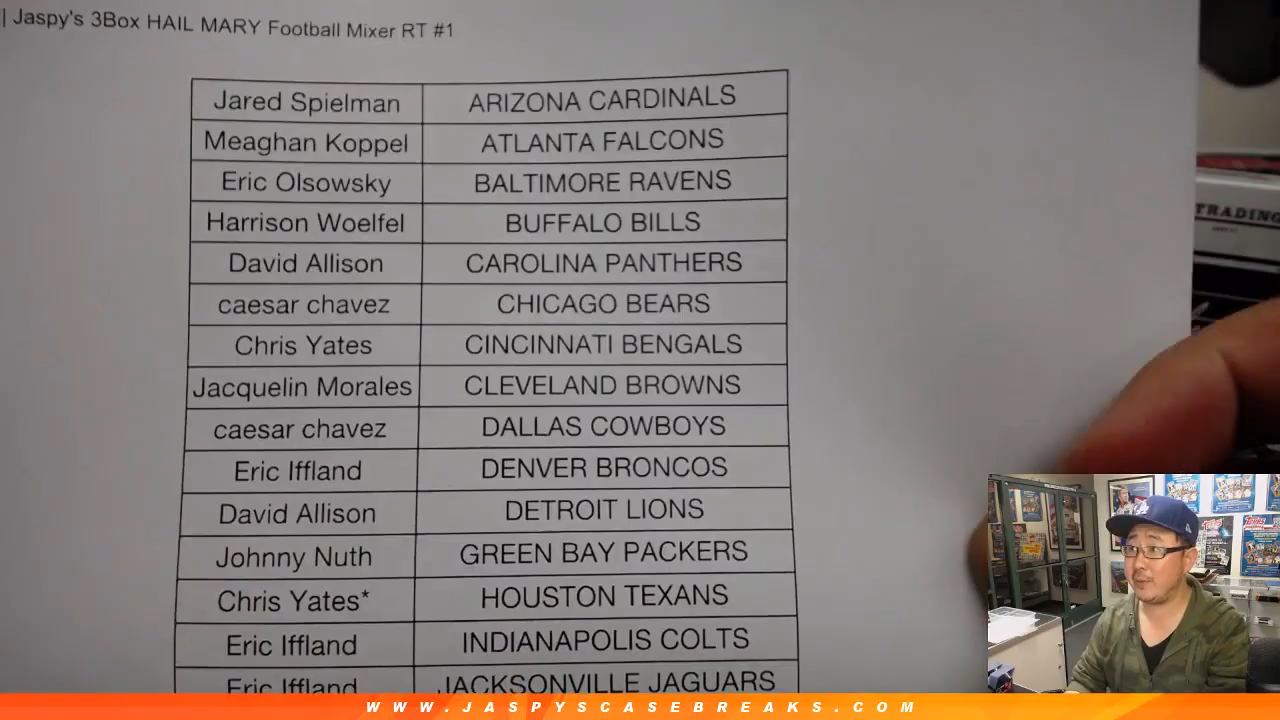 | Jaspy's 3Box HAIL MARY Football Mixer RT #1
Jared Spielman ARIZONA CARDINALS
Meaghan Koppel ATLANTA FALCONS
Eric Olsowsky BALTIMORE RAVENS
Harrison Woelfel BUFFALO BILLS
David Allison CAROLINA PANTHERS
caesar chavez CHICAGO BEARS
Chris Yates CINCINNATI BENGALS
Jacquelin Morales CLEVELAND BROWNS
caesar chavez DALLAS COWBOYS
Eric Iffland DENVER BRONCOS
David Allison DETROIT LIONS
Johnny Nuth GREEN BAY PACKERS
Chris Yates* HOUSTON TEXANS
Eric Iffland INDIANAPOLIS COLTS
Eric Iffland JACKSONVILLE JAGUARS
TRADING
WWW.JASPYSCASEBREAKS.COM